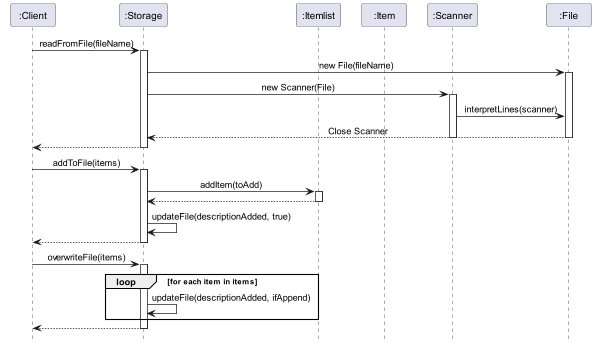 :Client :Storage :Itemlist :Item :Scanner :File
readFromFile(fileName)
new File(fileName)
new Scanner(File)
interpretLines(scanner)
Close Scanner
addToFile(items)
addItem(toAdd)
updateFile(descriptionAdded, true)
overwriteFile(items)
loop [for each item in items]
updateFile(descriptionAdded, ifAppend)